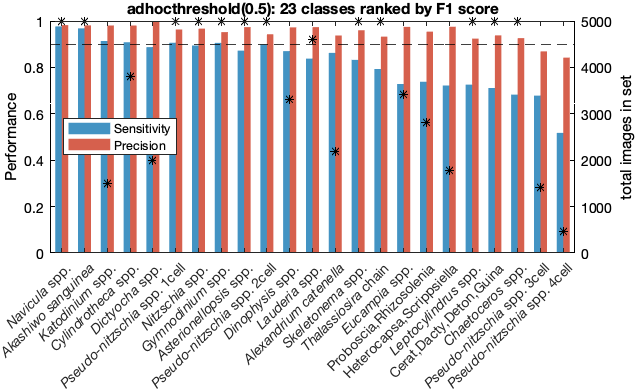 adhocthreshold(0.5): 23 classes ranked by F1 score
1
0.8
0.6
0.4
0.2
0
Performance
Sensitivity
Precision
5000
4000
3000
2000
1000
0
total images in set
Navicula spp.
Akashiwo sanguinea
Katodinium spp.
Cylindrotheca spp.
Dictyocha spp.
Pseudo-nitzschia spp. 1cell
Nitzschia spp.
Gymnodinium spp.
Asterionallopsis spp.
Pseudo-nitzschia spp. 2cell
Dinophysis spp.
Lauderia spp.
Alexandrium catenella
Skeletonema spp.
Thalassiosira chain
Eucampia spp.
Proboscia,Rhizosolenia
Heterocapsa,Scrippsiella
Leptocylindrus spp.
Cerat,Dacty,Deton,Guina
Chaetoceros spp.
Pseudo-nitzschia spp. 3cell
Pseudo-nitzschia spp. 4cell